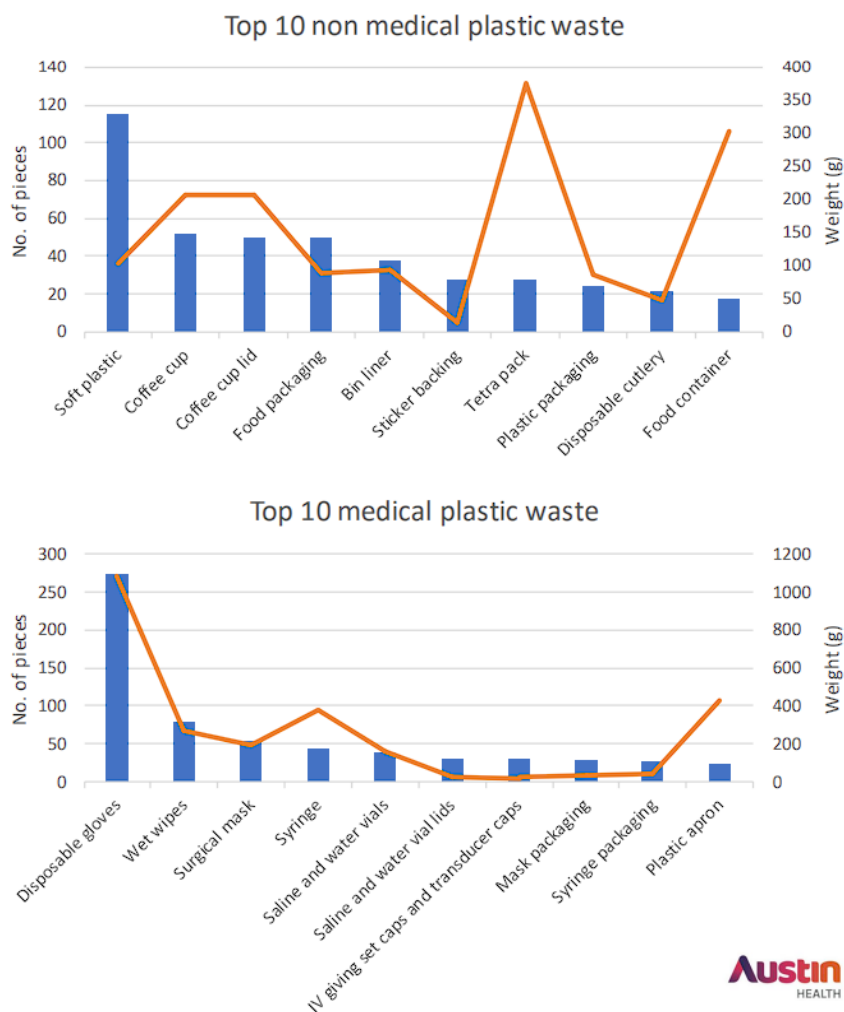 Top 10 non medical plastic waste
140
120
100
80
60
40
20
0
No. of pieces
400
350
300
250
200
150
100
50
0
Weight (g)
Soft plastic
Coffee cup
Coffee cup lid
Food packaging
Bin liner
Sticker backing
Tetra pack
Plastic packaging
Disposable cutlery
Food container
Top 10 medical plastic waste
300
250
200
150
100
50
0
No. of pieces
1200
1000
800
600
400
200
0
Weight (g)
Disposable gloves
Wet wipes
Surgical mask
Syringe
Saline and water vials
Saline and water vial lids
IV giving set caps and transducer caps
Mask packaging
Syringe packaging
Plastic apron
Austin
HEALTH